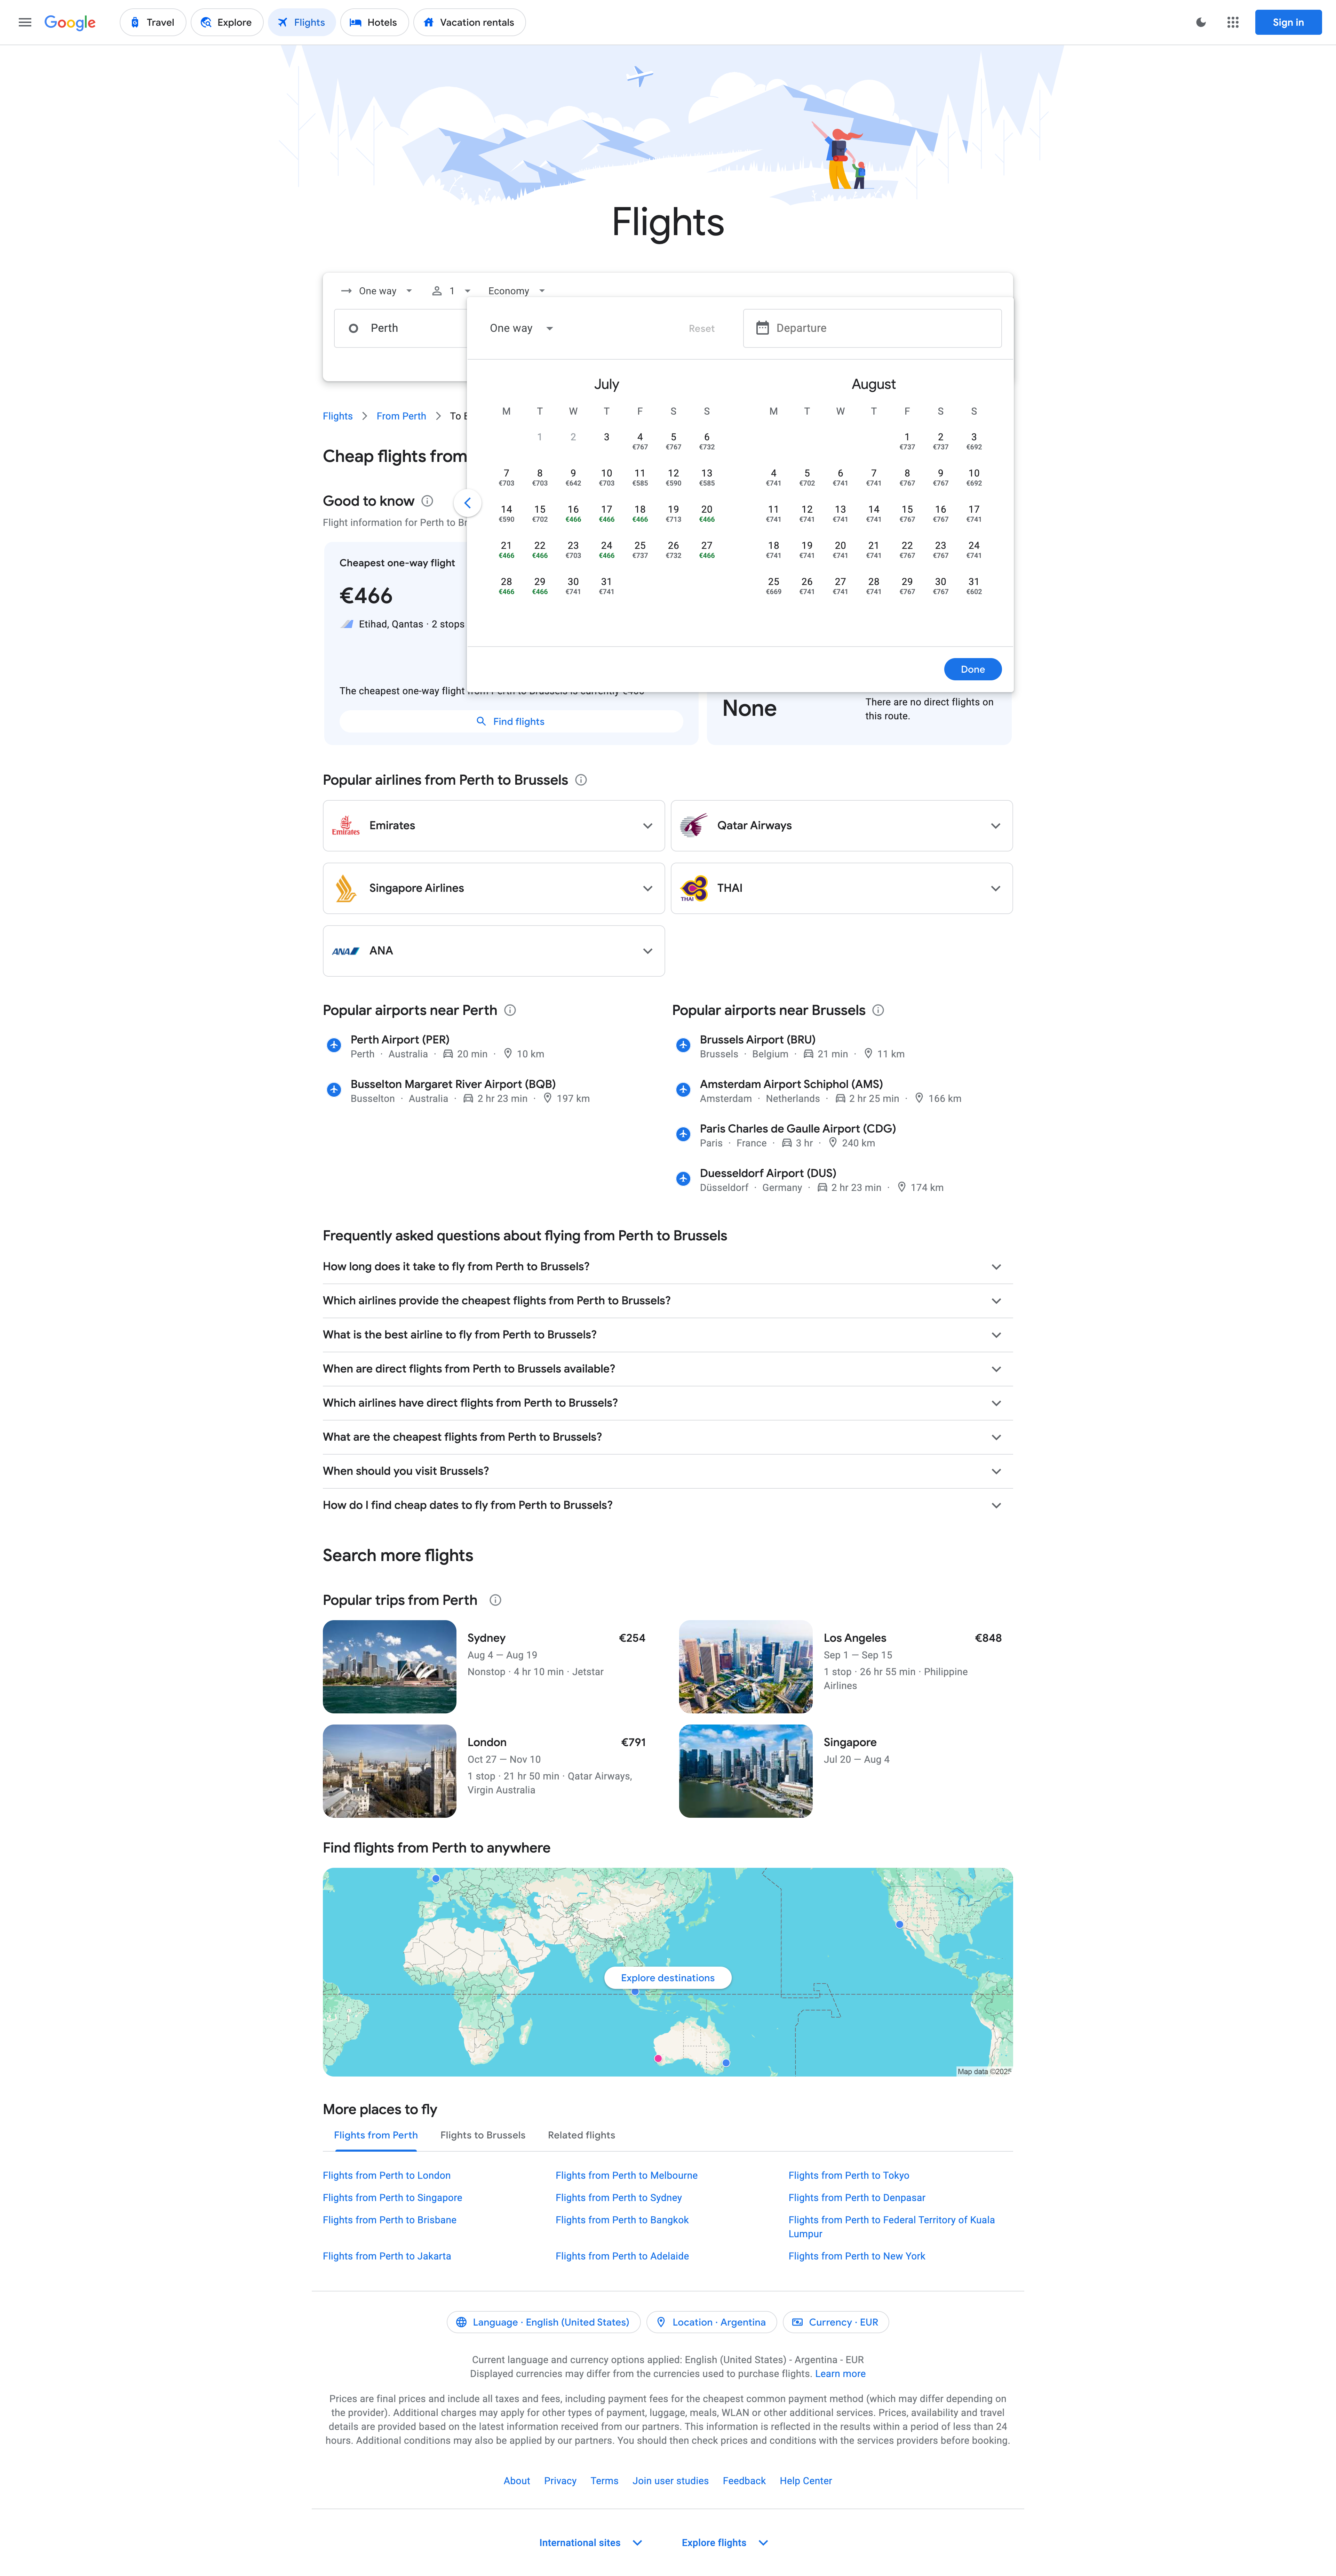 Google
Travel
Explore
Flights
Hotels
Vacation rentals
Sign in
Flights
One way
1
Economy
Perth
One way
Reset
Departure
July
M T W T F S S
1 2 3 4 5 6
€767 €767 €732
7 8 9 10 11 12 13
€703 €703 €642 €703 €585 €590 €585
14 15 16 17 18 19 20
€590 €702 €466 €466 €466 €713 €466
21 22 23 24 25 26 27
€466 €466 €703 €466 €737 €732 €466
28 29 30 31
€466 €466 €741 €741
August
M T W T F S S
1 2 3
€737 €737 €692
4 5 6 7 8 9 10
€741 €702 €741 €741 €767 €767 €692
11 12 13 14 15 16 17
€741 €741 €741 €741 €767 €767 €741
18 19 20 21 22 23 24
€741 €741 €741 €741 €767 €767 €741
25 26 27 28 29 30 31
€669 €741 €741 €741 €767 €767 €602
Done
Flights
From Perth
To
Cheap flights from
Good to know
Flight information for Perth to
Cheapest one-way flight
€466
Etihad, Qantas · 2 stops
The cheapest one-way flight from Perth to Brussels is currently €466
Find flights
None
There are no direct flights on
this route.
Popular airlines from Perth to Brussels
Emirates
Emirates
Qatar Airways
Singapore Airlines
THAI
THAI
ANA
ANA
Popular airports near Perth
Perth Airport (PER)
Perth · Australia · 20 min · 10 km
Busselton Margaret River Airport (BQB)
Busselton · Australia · 2 hr 23 min · 197 km
Popular airports near Brussels
Brussels Airport (BRU)
Brussels · Belgium · 21 min · 11 km
Amsterdam Airport Schiphol (AMS)
Amsterdam · Netherlands · 2 hr 25 min · 166 km
Paris Charles de Gaulle Airport (CDG)
Paris · France · 3 hr · 240 km
Duesseldorf Airport (DUS)
Düsseldorf · Germany · 2 hr 23 min · 174 km
Frequently asked questions about flying from Perth to Brussels
How long does it take to fly from Perth to Brussels?
Which airlines provide the cheapest flights from Perth to Brussels?
What is the best airline to fly from Perth to Brussels?
When are direct flights from Perth to Brussels available?
Which airlines have direct flights from Perth to Brussels?
What are the cheapest flights from Perth to Brussels?
When should you visit Brussels?
How do I find cheap dates to fly from Perth to Brussels?
Search more flights
Popular trips from Perth
Sydney €254
Aug 4 — Aug 19
Nonstop · 4 hr 10 min · Jetstar
Los Angeles €848
Sep 1 — Sep 15
1 stop · 26 hr 55 min · Philippine
Airlines
London €791
Oct 27 — Nov 10
1 stop · 21 hr 50 min · Qatar Airways,
Virgin Australia
Singapore
Jul 20 — Aug 4
Find flights from Perth to anywhere
Explore destinations
Map data ©2025
More places to fly
Flights from Perth
Flights to Brussels
Related flights
Flights from Perth to London
Flights from Perth to Melbourne
Flights from Perth to Tokyo
Flights from Perth to Singapore
Flights from Perth to Sydney
Flights from Perth to Denpasar
Flights from Perth to Brisbane
Flights from Perth to Bangkok
Flights from Perth to Federal Territory of Kuala
Lumpur
Flights from Perth to Jakarta
Flights from Perth to Adelaide
Flights from Perth to New York
Language · English (United States)
Location · Argentina
Currency · EUR
Current language and currency options applied: English (United States) - Argentina - EUR
Displayed currencies may differ from the currencies used to purchase flights. Learn more
Prices are final prices and include all taxes and fees, including payment fees for the cheapest common payment method (which may differ depending on
the provider). Additional charges may apply for other types of payment, luggage, meals, WLAN or other additional services. Prices, availability and travel
details are provided based on the latest information received from our partners. This information is reflected in the results within a period of less than 24
hours. Additional conditions may also be applied by our partners. You should then check prices and conditions with the services providers before booking.
About
Privacy
Terms
Join user studies
Feedback
Help Center
International sites
Explore flights